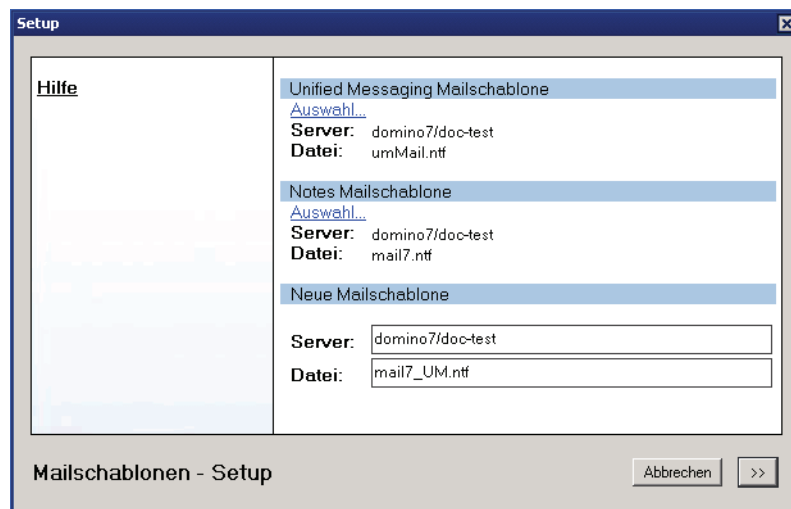 Setup
Hilfe
Unified Messaging Mailschablone
Auswahl...
Server: domino7/doc-test
Datei: umMail.ntf
Notes Mailschablone
Auswahl...
Server: domino7/doc-test
Datei: mail7.ntf
Neue Mailschablone
Server: domino7/doc-test
Datei: mail7_UM.ntf
Mailschablonen - Setup
Abbrechen >>